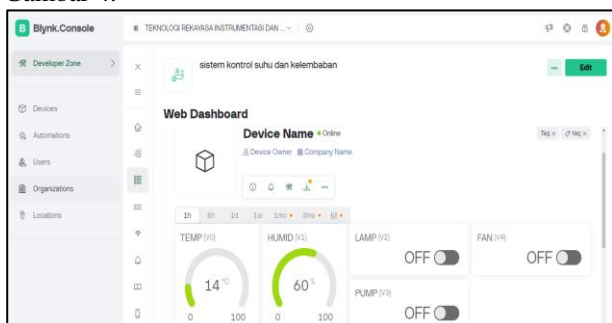 Blynk.Console
TEKNOLOGI REKAYASA INSTRUMENTASI DAN ...
Developer Zone
Devices
Automations
Users
Organizations
Locations
sistem kontrol suhu dan kelembaban
Edit
Web Dashboard
Device Name Online
Device Owner Company Name
Tag × Tag ×
1h 6h 1d 1w 1mo 3mo
TEMP (V0)
14 °C
0 100
HUMID (V1)
60 %
0 100
LAMP (V2)
OFF
FAN (V4)
OFF
PUMP (V3)
OFF